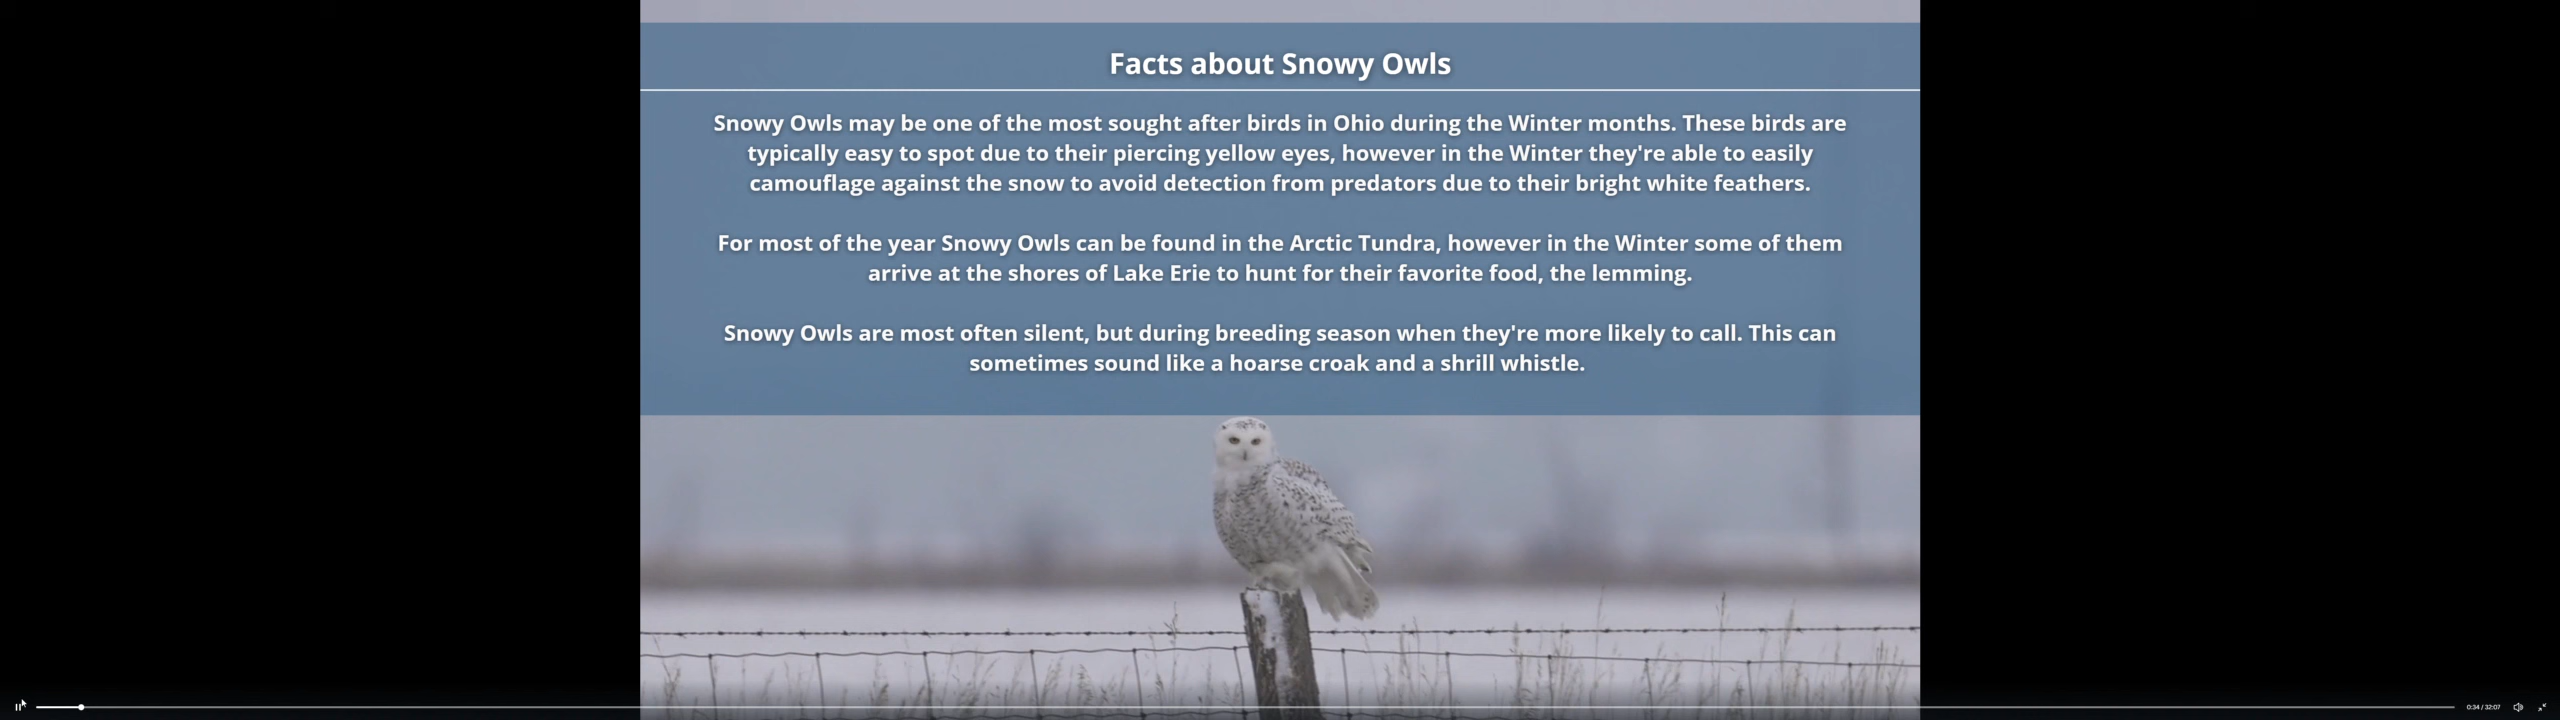 Facts about Snowy Owls
Snowy Owls may be one of the most sought after birds in Ohio during the Winter months. These birds are
typically easy to spot due to their piercing yellow eyes, however in the Winter they're able to easily
camouflage against the snow to avoid detection from predators due to their bright white feathers.
For most of the year Snowy Owls can be found in the Arctic Tundra, however in the Winter some of them
arrive at the shores of Lake Erie to hunt for their favorite food, the lemming.
Snowy Owls are most often silent, but during breeding season when they're more likely to call. This can
sometimes sound like a hoarse croak and a shrill whistle.
0:34 / 32:07